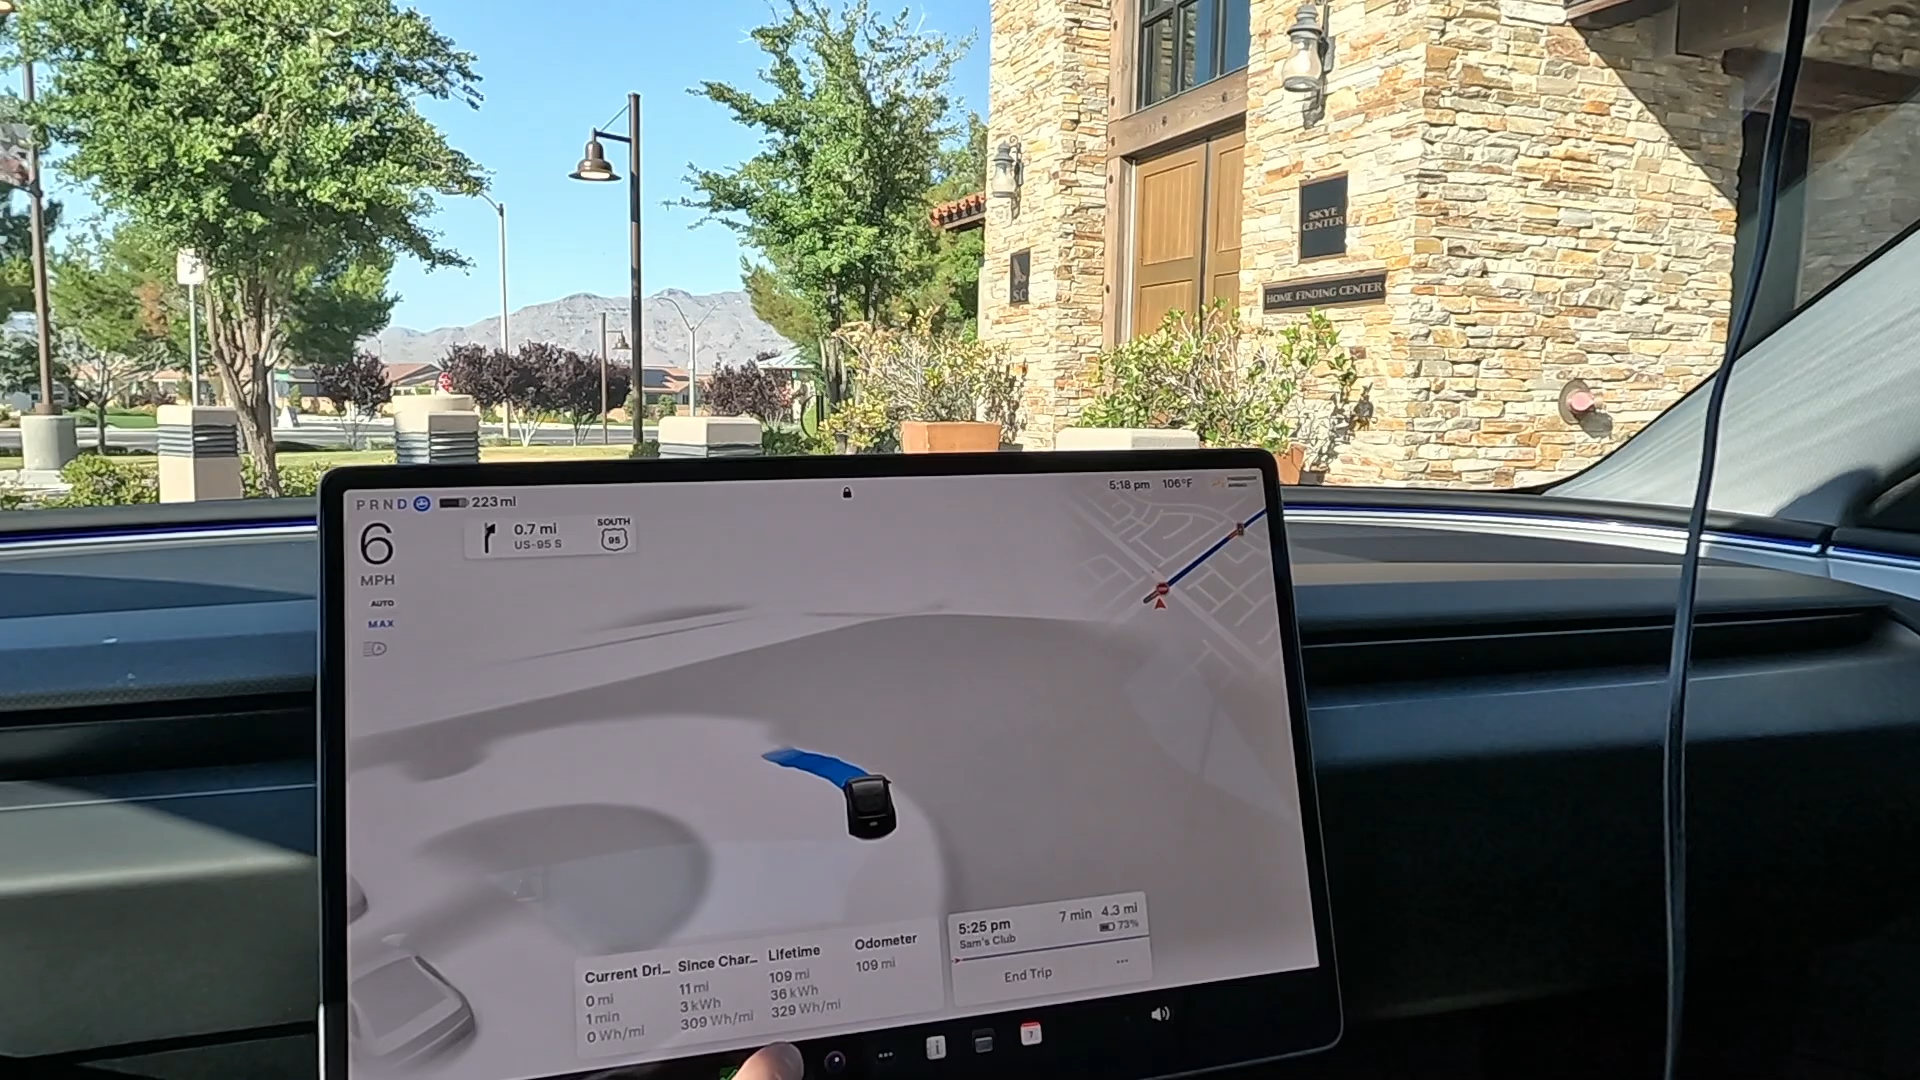 SKYE
CENTER
HOME FINDING CENTER
SC
PRND
223 mi
5:18 pm
106°F
6
MPH
AUTO
MAX
0.7 mi
US-95 S
SOUTH
95
Current Dri...
0 mi
1 min
0 Wh/mi
Since Char...
11 mi
3 kWh
309 Wh/mi
Lifetime
109 mi
36 kWh
329 Wh/mi
Odometer
109 mi
5:25 pm
Sam's Club
7 min
4.3 mi
73%
End Trip
...
7